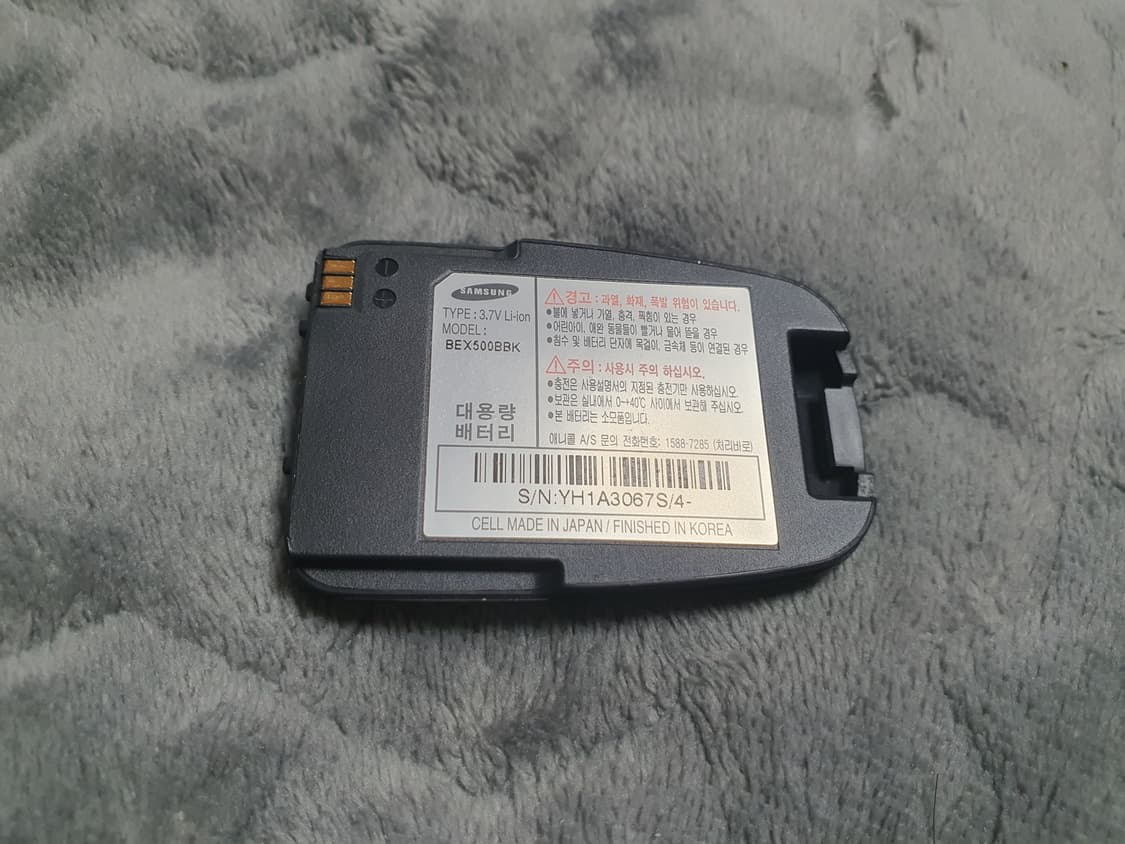 SAMSUNG
TYPE : 3.7V Li-ion
MODEL :
BEX500BBK
대용량
배터리
⚠경고 : 과열, 화재, 폭발 위험이 있습니다.
●불에 넣거나 가열, 충격, 찍힘이 있는 경우
●어린아이, 애완 동물들이 빨거나 물어 뜯을 경우
●침수 및 배터리 단자에 목걸이, 금속체 등이 연결된 경우
⚠주의 : 사용시 주의 하십시오.
●충전은 사용설명서의 지정된 충전기만 사용하십시오.
●보관은 실내에서 0~+40℃ 사이에서 보관해 주십시오.
●본 배터리는 소모품입니다.
애니콜 A/S 문의 전화번호: 1588-7285 (처리바로)
S/N:YH1A3067S/4-
CELL MADE IN JAPAN / FINISHED IN KOREA